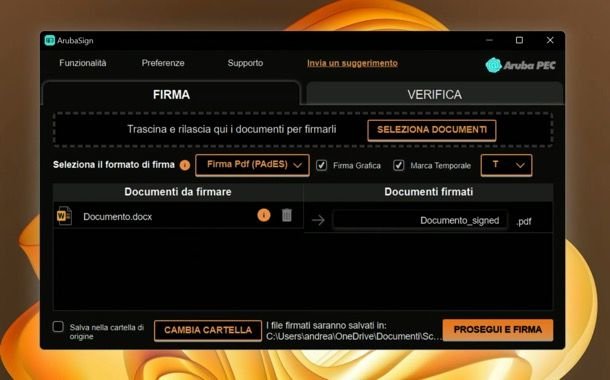 ArubaSign
Funzionalità Preferenze Supporto Invia un suggerimento Aruba PEC
FIRMA VERIFICA
Trascina e rilascia qui i documenti per firmarli SELEZIONA DOCUMENTI
Seleziona il formato di firma i Firma Pdf (PAdES) Firma Grafica Marca Temporale T
Documenti da firmare Documenti firmati
W Documento.docx i Documento_signed .pdf
Salva nella cartella di
origine
CAMBIA CARTELLA
I file firmati saranno salvati in:
C:\Users\andrea\OneDrive\Documenti\Sc...
PROSEGUI E FIRMA